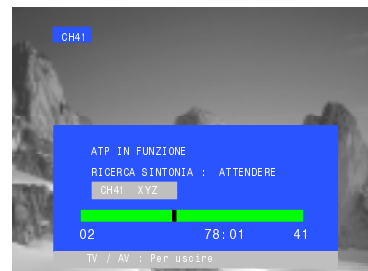 CH41
ATP IN FUNZIONE
RICERCA SINTONIA : ATTENDERE
CH41 XYZ
02 78:01 41
TV / AV : Per uscire